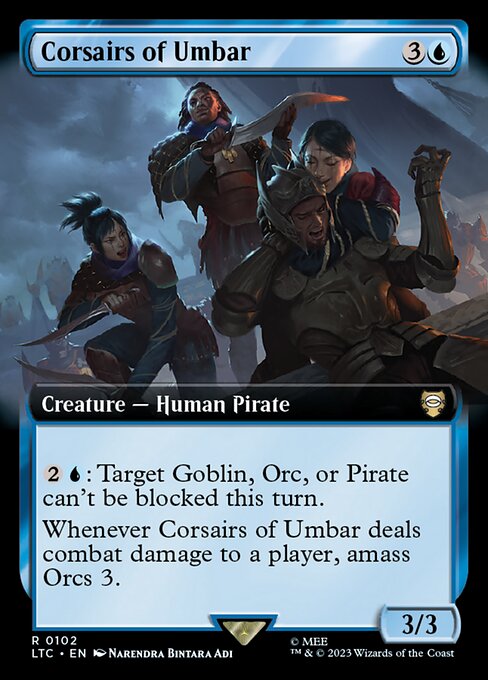 Corsairs of Umbar 3
Creature — Human Pirate
2 : Target Goblin, Orc, or Pirate
can't be blocked this turn.
Whenever Corsairs of Umbar deals
combat damage to a player, amass
Orcs 3.
3/3
R 0102
LTC • EN Narendra Bintara Adi
© MEE
™ & © 2023 Wizards of the Coast